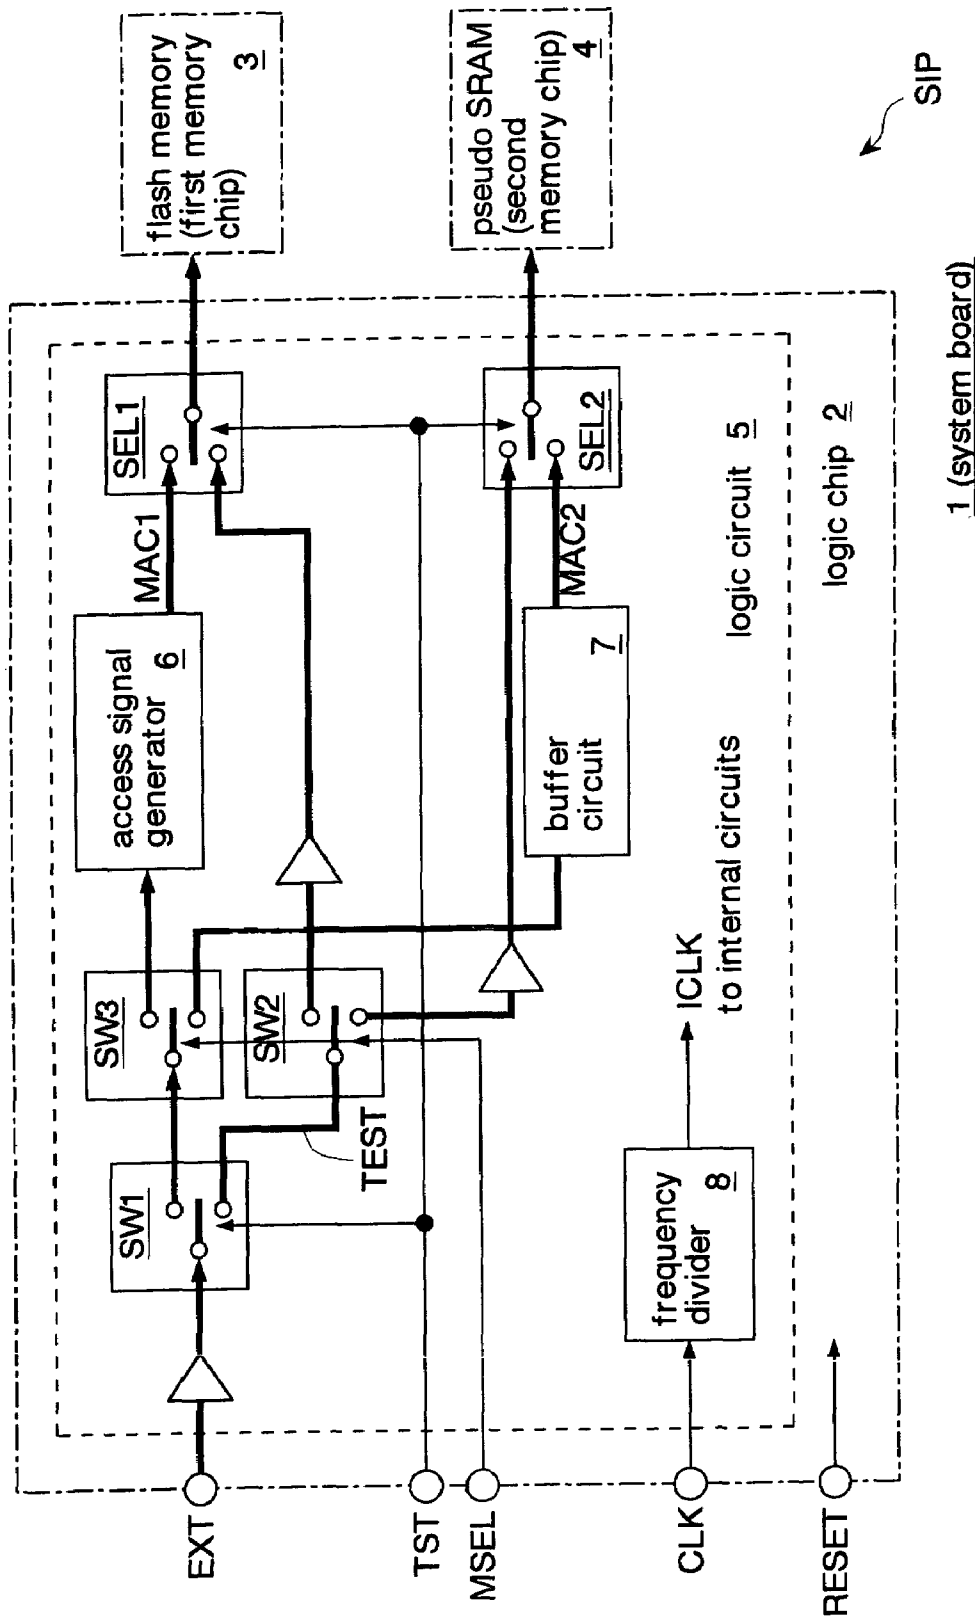 flash memory
(first memory
chip)
3
pseudo SRAM
(second
memory chip)
4
SIP
SEL1
MAC1
SEL2
MAC2
access signal
generator
6
buffer
circuit
7
logic circuit 5
logic chip 2
1 (system board)
SW3
SW2
SW1
TEST
ICLK
to internal circuits
frequency
divider
8
EXT
TST
MSEL
CLK
RESET